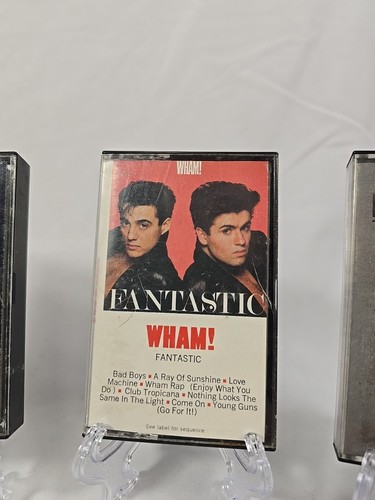 WHAM!
FANTASTIC
WHAM!
FANTASTIC
Bad Boys ▪ A Ray Of Sunshine ▪ Love
Machine ▪ Wham Rap (Enjoy What You
Do) ▪ Club Tropicana ▪ Nothing Looks The
Same In The Light ▪ Come On ▪ Young Guns
(Go For It!)
See label for sequence